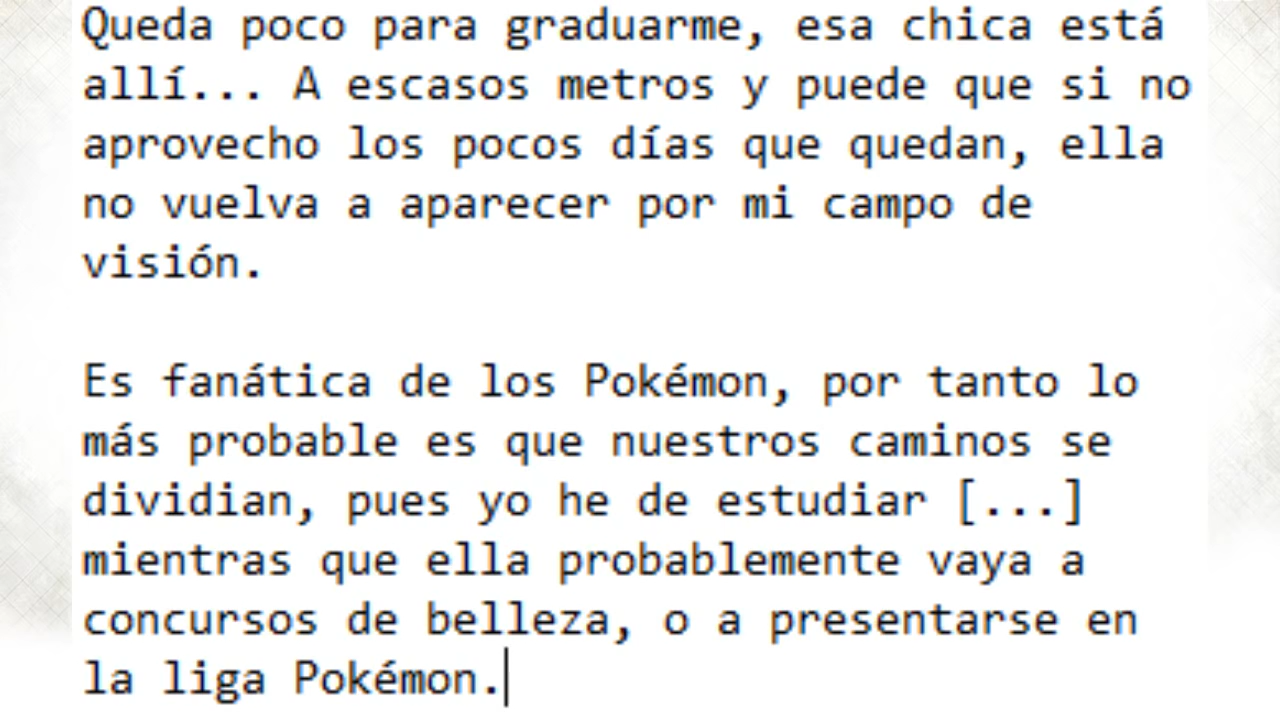 Queda poco para graduarme, esa chica está
allí... A escasos metros y puede que si no
aprovecho los pocos días que quedan, ella
no vuelva a aparecer por mi campo de
visión.
Es fanática de los Pokémon, por tanto lo
más probable es que nuestros caminos se
dividian, pues yo he de estudiar [...]
mientras que ella probablemente vaya a
concursos de belleza, o a presentarse en
la liga Pokémon.